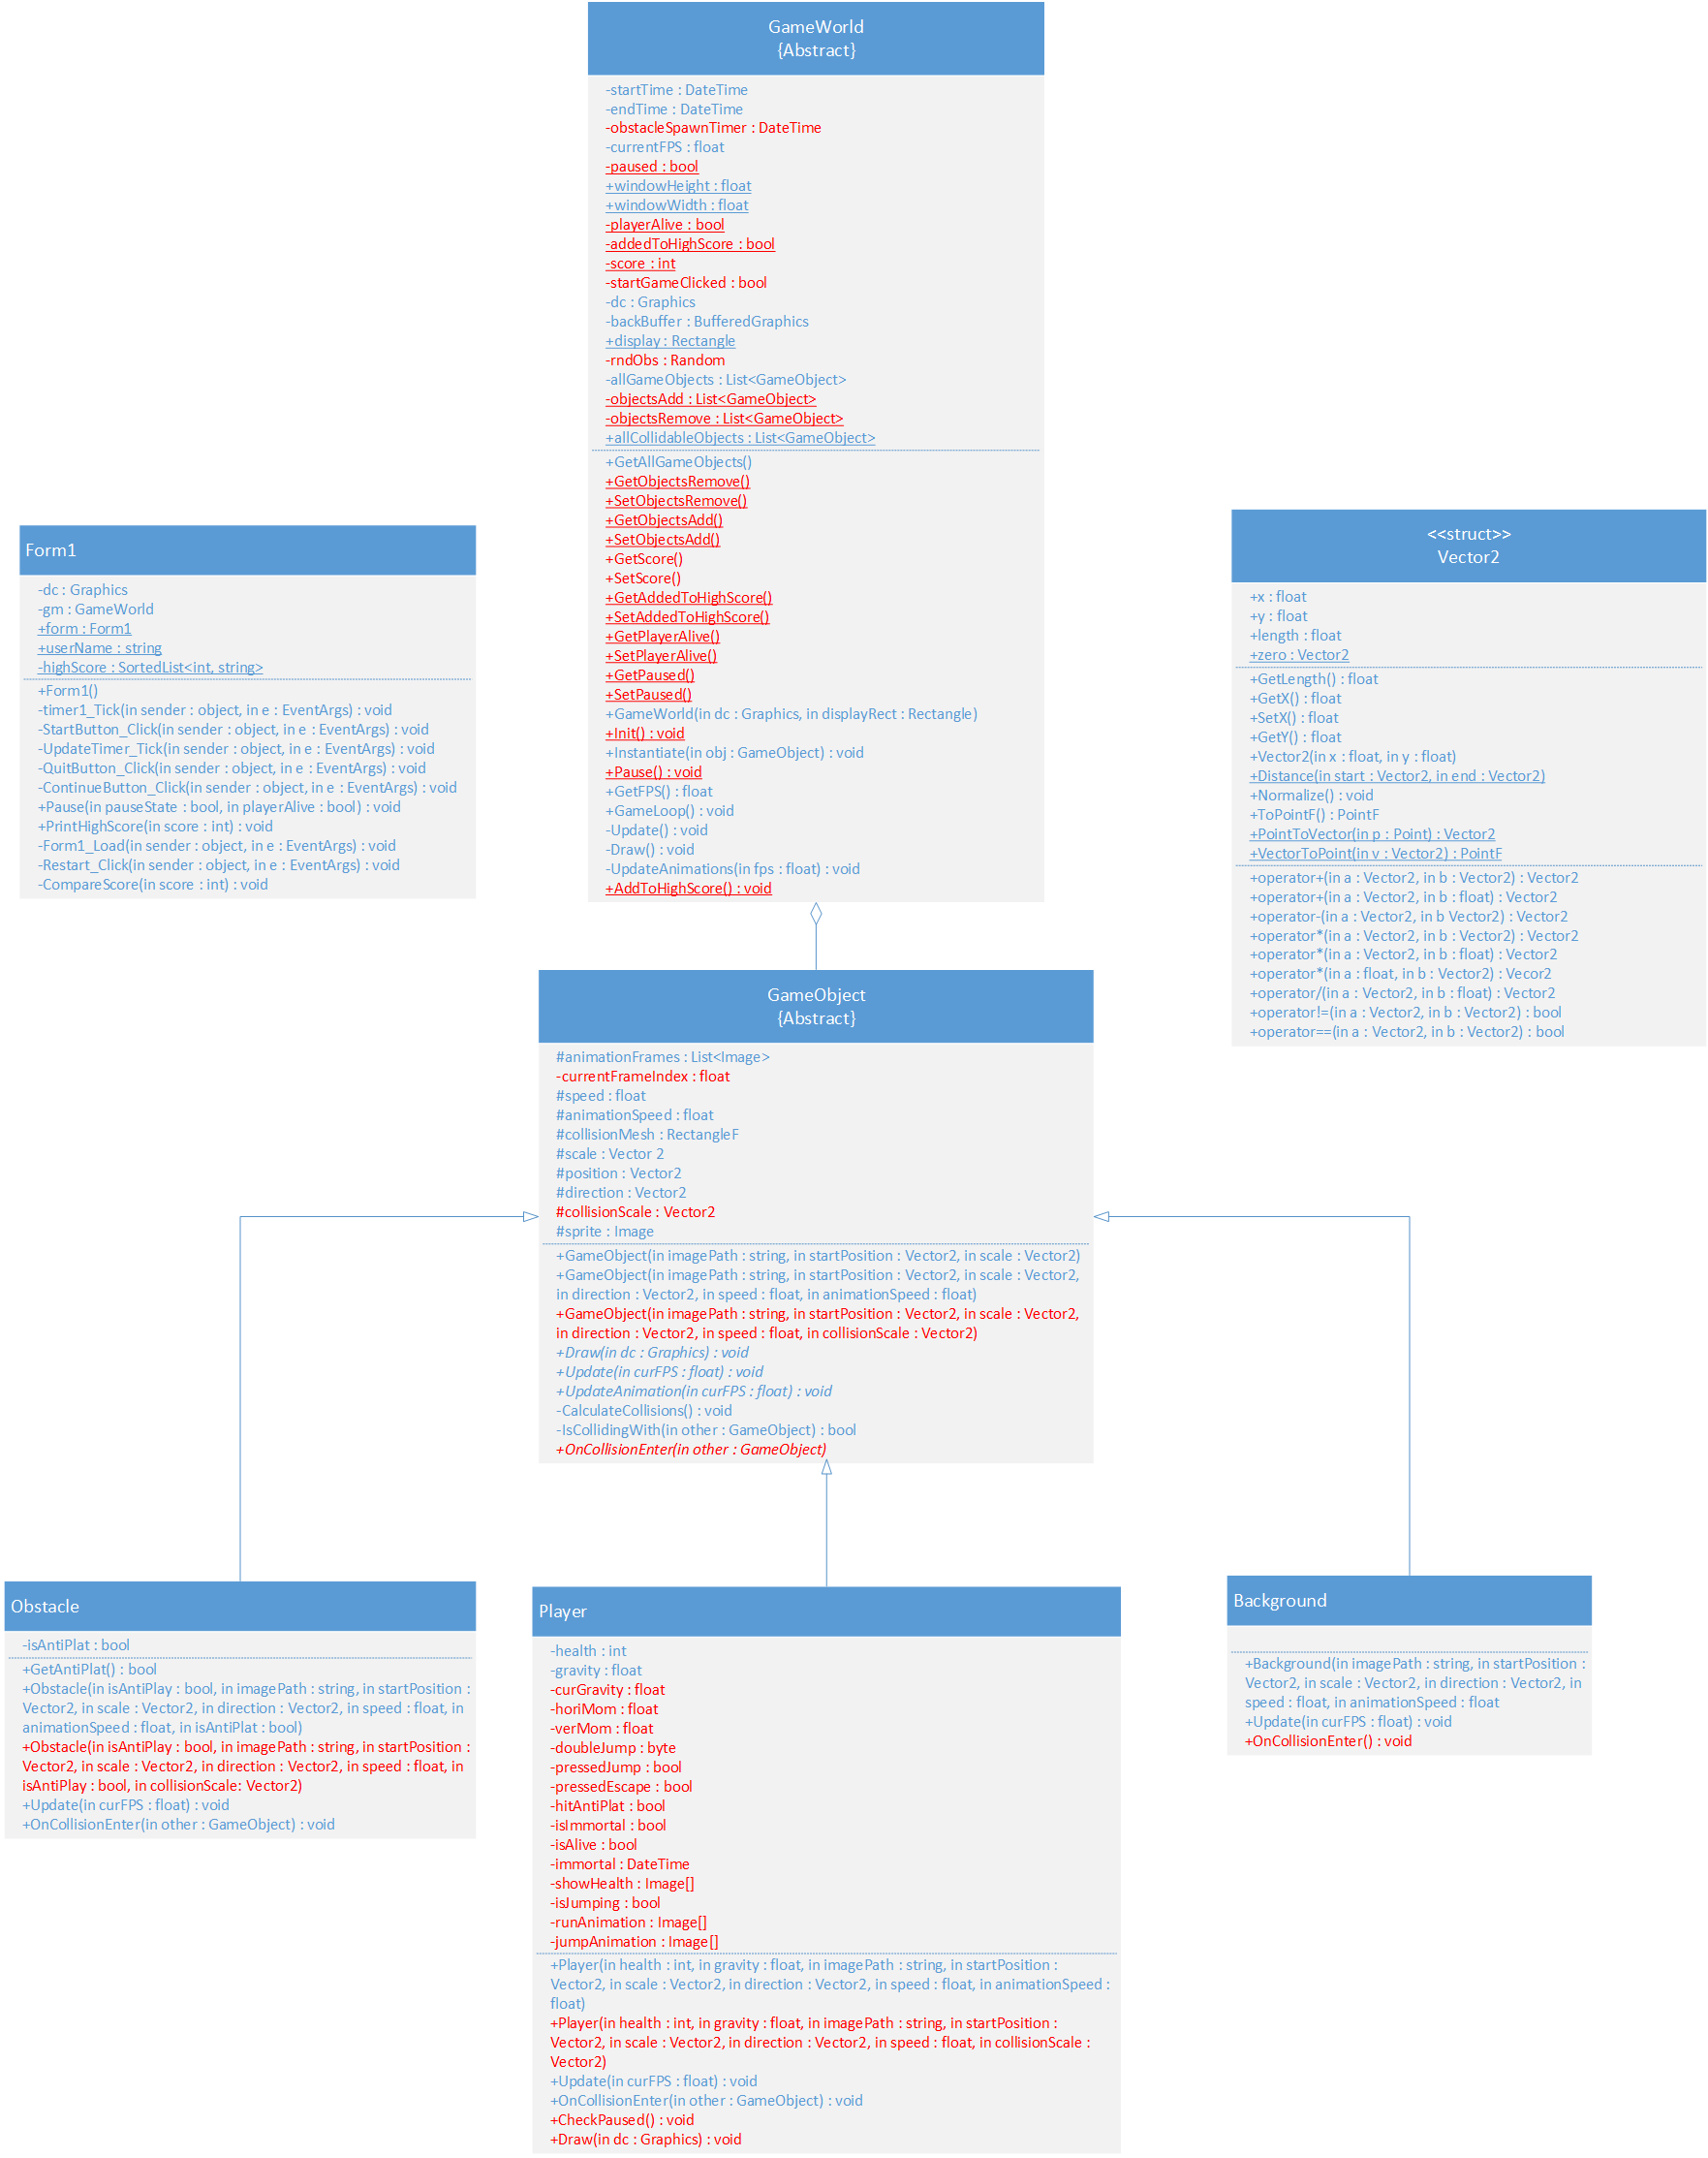 GameWorld
{Abstract}
-startTime : DateTime
-endTime : DateTime
-obstacleSpawnTimer : DateTime
-currentFPS : float
-paused : bool
+windowHeight : float
+windowWidth : float
-playerAlive : bool
-addedToHighScore : bool
-score : int
-startGameClicked : bool
-dc : Graphics
-backBuffer : BufferedGraphics
+display : Rectangle
-rndObs : Random
-allGameObjects : List<GameObject>
-objectsAdd : List<GameObject>
-objectsRemove : List<GameObject>
+allCollidableObjects : List<GameObject>
+GetAllGameObjects()
+GetObjectsRemove()
+SetObjectsRemove()
+GetObjectsAdd()
+SetObjectsAdd()
+GetScore()
+SetScore()
+GetAddedToHighScore()
+SetAddedToHighScore()
+GetPlayerAlive()
+SetPlayerAlive()
+GetPaused()
+SetPaused()
+GameWorld(in dc : Graphics, in displayRect : Rectangle)
+Init() : void
+Instantiate(in obj : GameObject) : void
+Pause() : void
+GetFPS() : float
+GameLoop() : void
-Update() : void
-Draw() : void
-UpdateAnimations(in fps : float) : void
+AddToHighScore() : void
Form1
-dc : Graphics
-gm : GameWorld
+form : Form1
+userName : string
-highScore : SortedList<int, string>
+Form1()
-timer1_Tick(in sender : object, in e : EventArgs) : void
-StartButton_Click(in sender : object, in e : EventArgs) : void
-UpdateTimer_Tick(in sender : object, in e : EventArgs) : void
-QuitButton_Click(in sender : object, in e : EventArgs) : void
-ContinueButton_Click(in sender : object, in e : EventArgs) : void
+Pause(in pauseState : bool, in playerAlive : bool) : void
+PrintHighScore(in score : int) : void
-Form1_Load(in sender : object, in e : EventArgs) : void
-Restart_Click(in sender : object, in e : EventArgs) : void
-CompareScore(in score : int) : void
<<struct>>
Vector2
+x : float
+y : float
+length : float
+zero : Vector2
+GetLength() : float
+GetX() : float
+SetX() : float
+GetY() : float
+Vector2(in x : float, in y : float)
+Distance(in start : Vector2, in end : Vector2)
+Normalize() : void
+ToPointF() : PointF
+PointToVector(in p : Point) : Vector2
+VectorToPoint(in v : Vector2) : PointF
+operator+(in a : Vector2, in b : Vector2) : Vector2
+operator+(in a : Vector2, in b : float) : Vector2
+operator-(in a : Vector2, in b Vector2) : Vector2
+operator*(in a : Vector2, in b : Vector2) : Vector2
+operator*(in a : Vector2, in b : float) : Vector2
+operator*(in a : float, in b : Vector2) : Vecor2
+operator/(in a : Vector2, in b : float) : Vector2
+operator!=(in a : Vector2, in b : Vector2) : bool
+operator==(in a : Vector2, in b : Vector2) : bool
GameObject
{Abstract}
#animationFrames : List<Image>
-currentFrameIndex : float
#speed : float
#animationSpeed : float
#collisionMesh : RectangleF
#scale : Vector 2
#position : Vector2
#direction : Vector2
#collisionScale : Vector2
#sprite : Image
+GameObject(in imagePath : string, in startPosition : Vector2, in scale : Vector2)
+GameObject(in imagePath : string, in startPosition : Vector2, in scale : Vector2,
in direction : Vector2, in speed : float, in animationSpeed : float)
+GameObject(in imagePath : string, in startPosition : Vector2, in scale : Vector2,
in direction : Vector2, in speed : float, in collisionScale : Vector2)
+Draw(in dc : Graphics) : void
+Update(in curFPS : float) : void
+UpdateAnimation(in curFPS : float) : void
-CalculateCollisions() : void
-IsCollidingWith(in other : GameObject) : bool
+OnCollisionEnter(in other : GameObject)
Obstacle
-isAntiPlat : bool
+GetAntiPlat() : bool
+Obstacle(in isAntiPlay : bool, in imagePath : string, in startPosition :
Vector2, in scale : Vector2, in direction : Vector2, in speed : float, in
animationSpeed : float, in isAntiPlat : bool)
+Obstacle(in isAntiPlay : bool, in imagePath : string, in startPosition :
Vector2, in scale : Vector2, in direction : Vector2, in speed : float, in
isAntiPlay : bool, in collisionScale: Vector2)
+Update(in curFPS : float) : void
+OnCollisionEnter(in other : GameObject) : void
Player
-health : int
-gravity : float
-curGravity : float
-horiMom : float
-verMom : float
-doubleJump : byte
-pressedJump : bool
-pressedEscape : bool
-hitAntiPlat : bool
-isImmortal : bool
-isAlive : bool
-immortal : DateTime
-showHealth : Image[]
-isJumping : bool
-runAnimation : Image[]
-jumpAnimation : Image[]
+Player(in health : int, in gravity : float, in imagePath : string, in startPosition :
Vector2, in scale : Vector2, in direction : Vector2, in speed : float, in animationSpeed :
float)
+Player(in health : int, in gravity : float, in imagePath : string, in startPosition :
Vector2, in scale : Vector2, in direction : Vector2, in speed : float, in collisionScale :
Vector2)
+Update(in curFPS : float) : void
+OnCollisionEnter(in other : GameObject) : void
+CheckPaused() : void
+Draw(in dc : Graphics) : void
Background
+Background(in imagePath : string, in startPosition :
Vector2, in scale : Vector2, in direction : Vector2, in
speed : float, in animationSpeed : float
+Update(in curFPS : float) : void
+OnCollisionEnter() : void